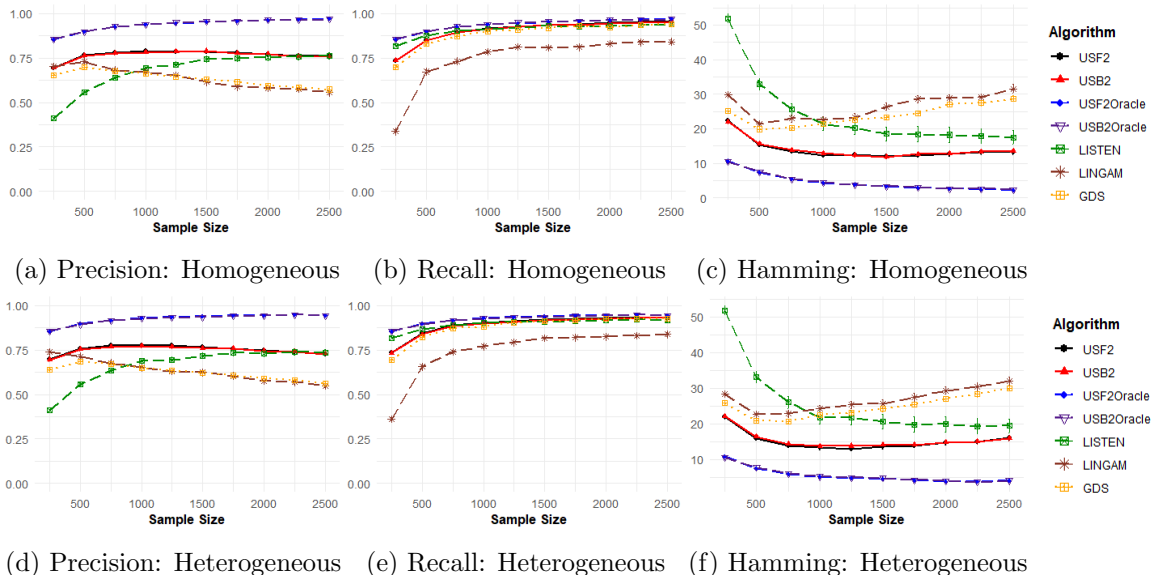 1.00
0.75
0.50
0.25
0.00
500 1000 1500 2000 2500
Sample Size
1.00
0.75
0.50
0.25
0.00
500 1000 1500 2000 2500
Sample Size
50
40
30
20
10
0
500 1000 1500 2000 2500
Sample Size
Algorithm
USF2
USB2
USF2Oracle
USB2Oracle
LISTEN
LINGAM
GDS
(a) Precision: Homogeneous
(b) Recall: Homogeneous
(c) Hamming: Homogeneous
1.00
0.75
0.50
0.25
0.00
500 1000 1500 2000 2500
Sample Size
1.00
0.75
0.50
0.25
0.00
500 1000 1500 2000 2500
Sample Size
50
40
30
20
10
500 1000 1500 2000 2500
Sample Size
Algorithm
USF2
USB2
USF2Oracle
USB2Oracle
LISTEN
LINGAM
GDS
(d) Precision: Heterogeneous
(e) Recall: Heterogeneous
(f) Hamming: Heterogeneous